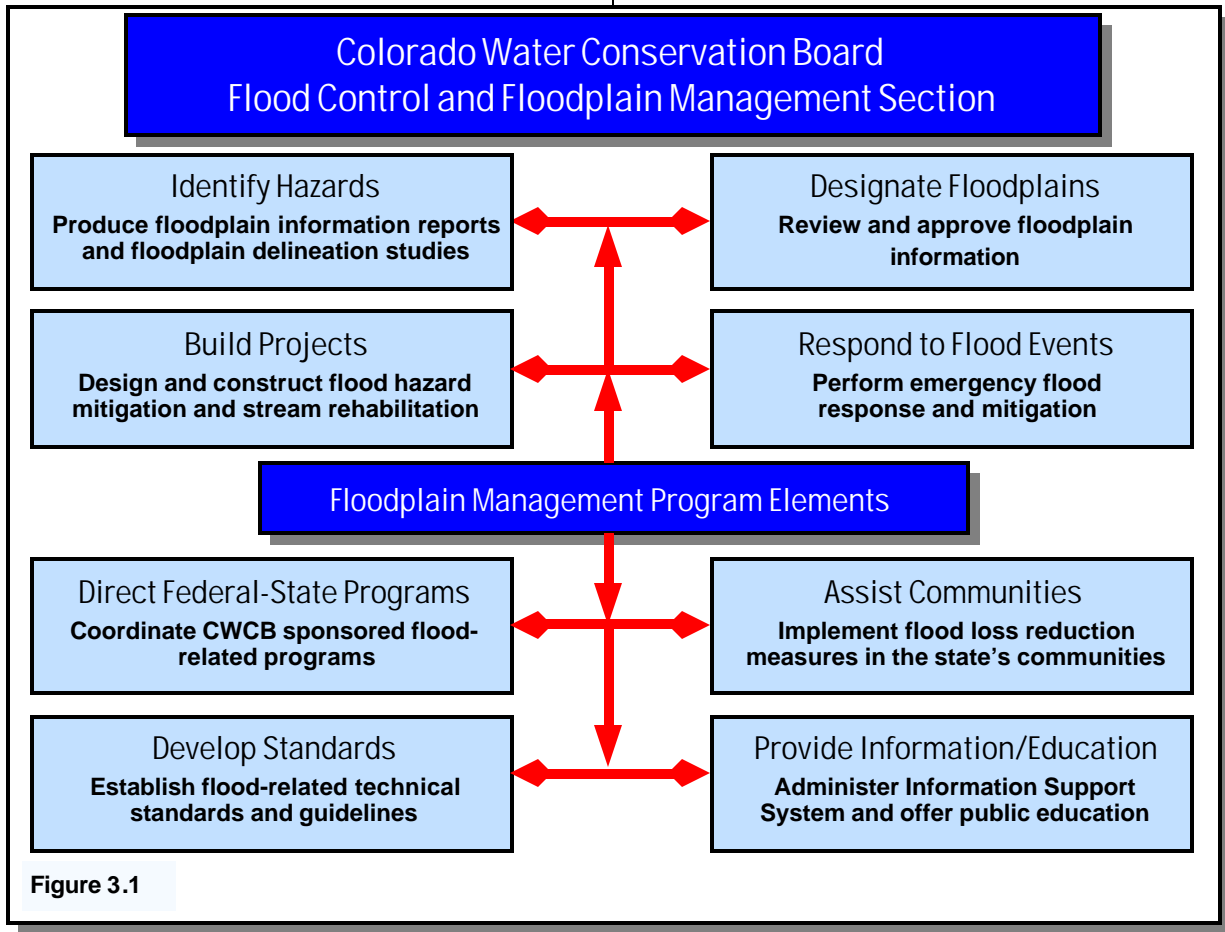 Colorado Water Conservation Board
Flood Control and Floodplain Management Section
Identify Hazards
Produce floodplain information reports
and floodplain delineation studies
Designate Floodplains
Review and approve floodplain
information
Build Projects
Design and construct flood hazard
mitigation and stream rehabilitation
Respond to Flood Events
Perform emergency flood
response and mitigation
Floodplain Management Program Elements
Direct Federal-State Programs
Coordinate CWCB sponsored flood-
related programs
Assist Communities
Implement flood loss reduction
measures in the state’s communities
Develop Standards
Establish flood-related technical
standards and guidelines
Provide Information/Education
Administer Information Support
System and offer public education
Figure 3.1